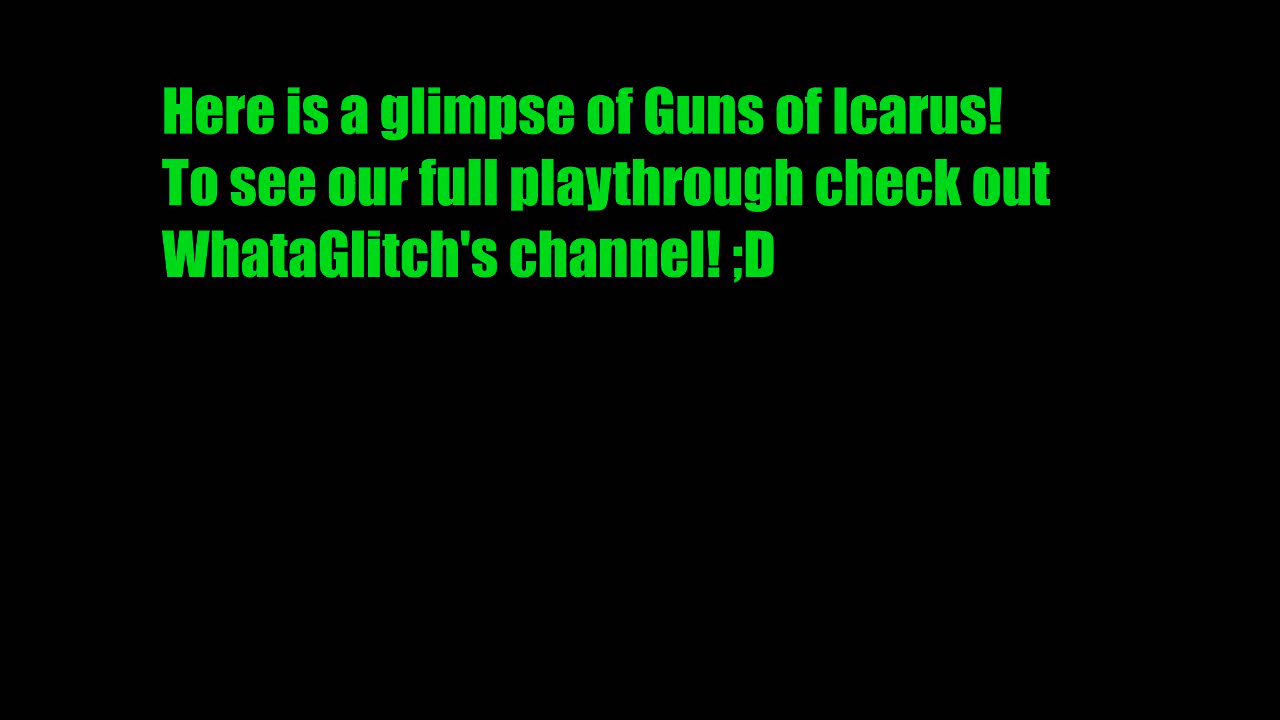 Here is a glimpse of Guns of Icarus!
To see our full playthrough check out
WhataGlitch's channel! ;D